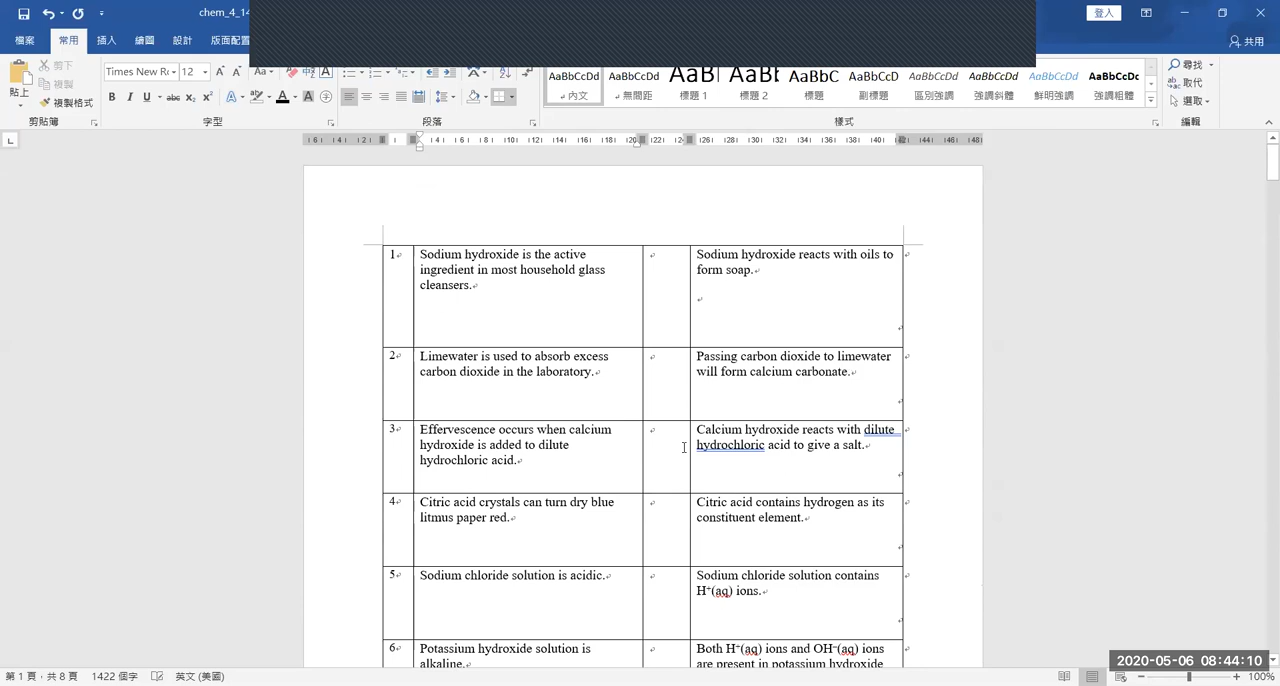 chem_4_14
登入
檔案 常用 插入 繪圖 設計 版面配置
共用
貼上
剪下
複製
複製格式
剪貼簿
Times New Ro 12
B I U abc x₂ x²
字型
段落
AaBbCcDd
內文
AaBbCcDd
無間距
AaBl
標題 1
AaBb
標題 2
AaBbC
標題
AaBbCcD
副標題
AaBbCcDd
區別強調
AaBbCcDd
強調斜體
AaBbCcDd
鮮明強調
AaBbCcDc
強調粗體
樣式
尋找
取代
選取
編輯
1 Sodium hydroxide is the active
ingredient in most household glass
cleansers.
Sodium hydroxide reacts with oils to
form soap.
2 Limewater is used to absorb excess
carbon dioxide in the laboratory.
Passing carbon dioxide to limewater
will form calcium carbonate.
3 Effervescence occurs when calcium
hydroxide is added to dilute
hydrochloric acid.
Calcium hydroxide reacts with dilute
hydrochloric acid to give a salt.
4 Citric acid crystals can turn dry blue
litmus paper red.
Citric acid contains hydrogen as its
constituent element.
5 Sodium chloride solution is acidic.
Sodium chloride solution contains
H⁺(aq) ions.
6 Potassium hydroxide solution is
alkaline.
Both H⁺(aq) ions and OH⁻(aq) ions
are present in potassium hydroxide
2020-05-06 08:44:10
第 1 頁，共 8 頁 1422 個字 英文 (美國)
100%